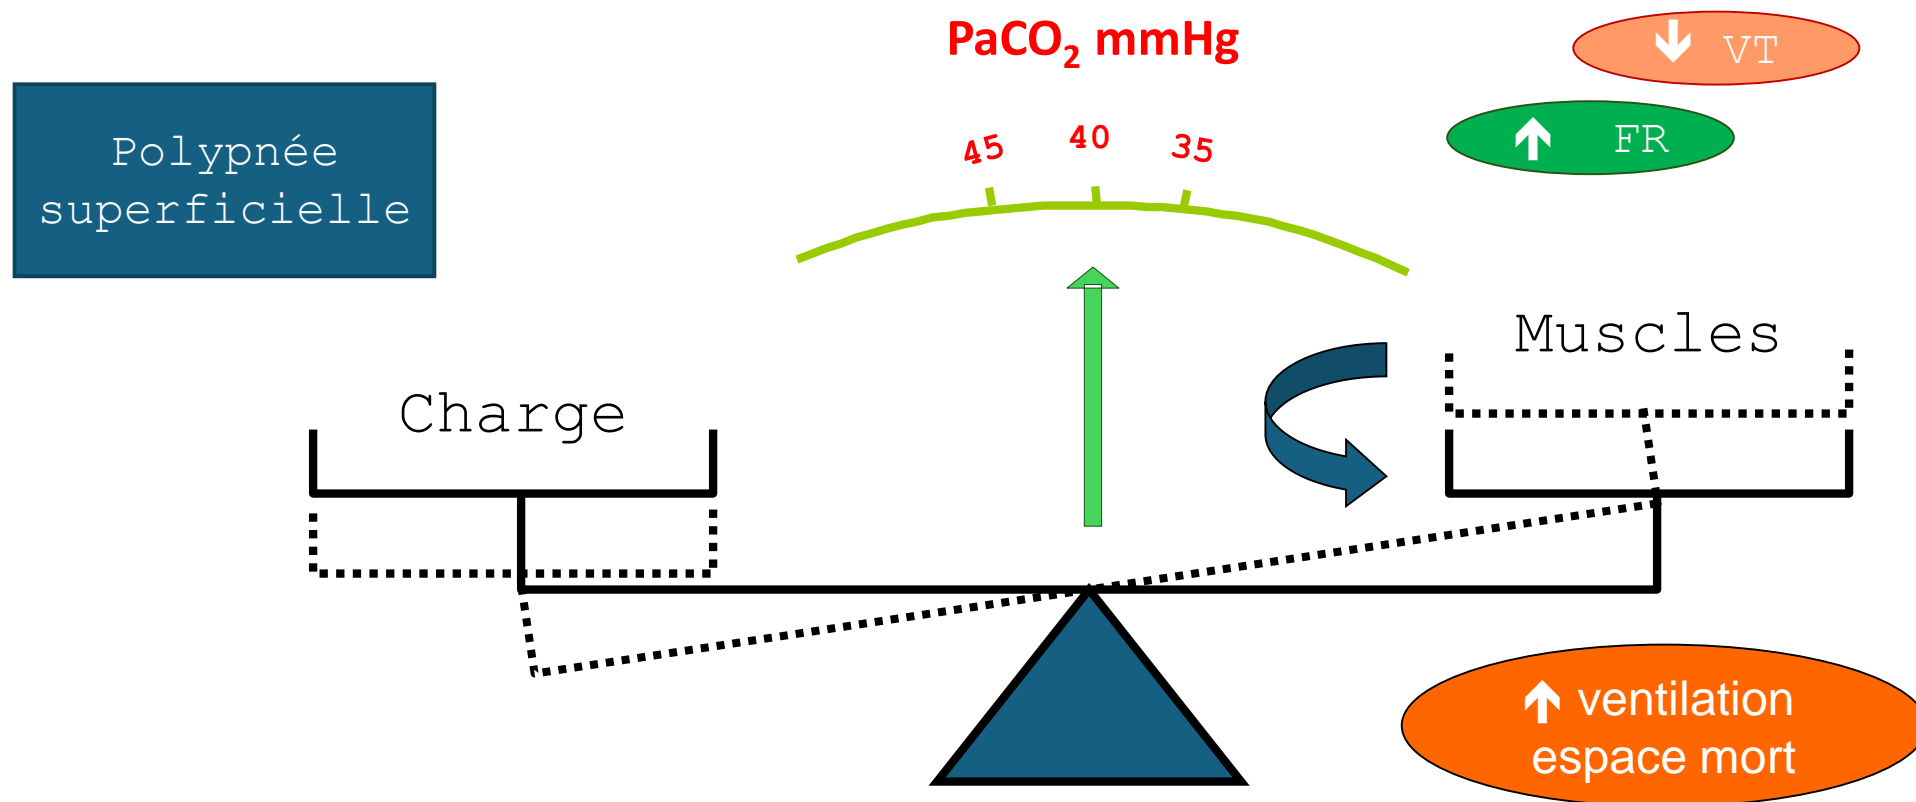 PaCO₂ mmHg
🡻 VT
Polypnée
superficielle
45 40 35
🡹 FR
Muscles
Charge
🡹 ventilation
espace mort